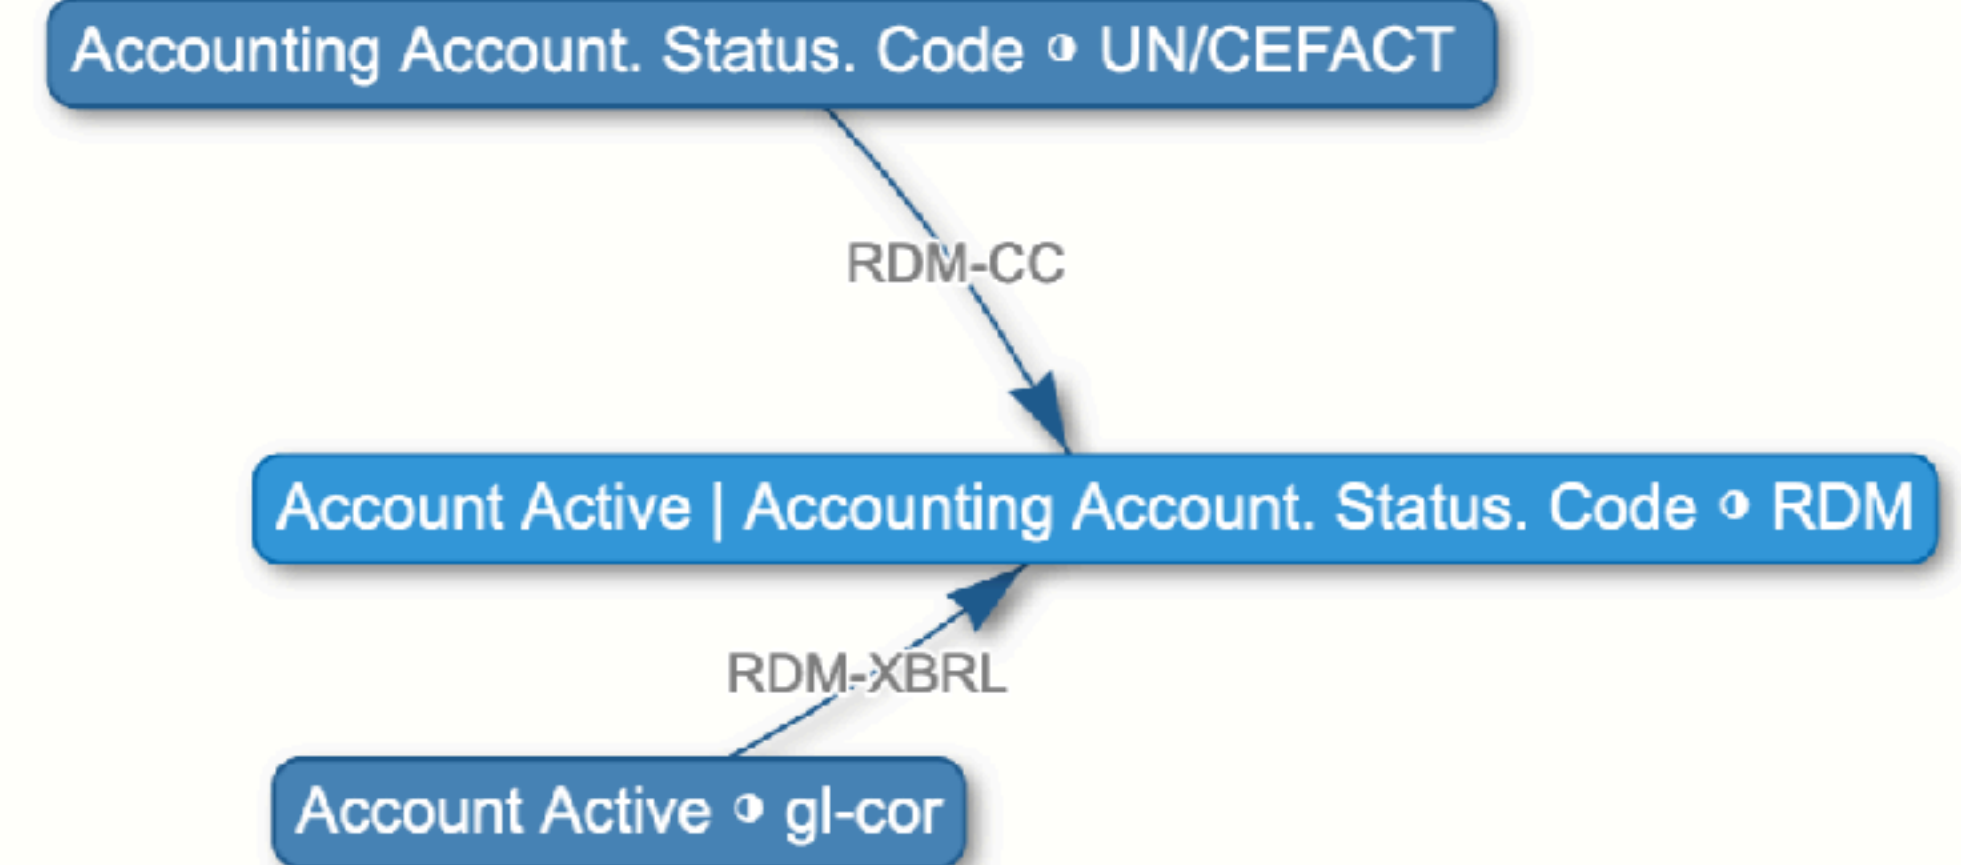 Accounting Account. Status. Code ◑ UN/CEFACT
RDM-CC
Account Active | Accounting Account. Status. Code ◑ RDM
RDM-XBRL
Account Active ◑ gl-cor